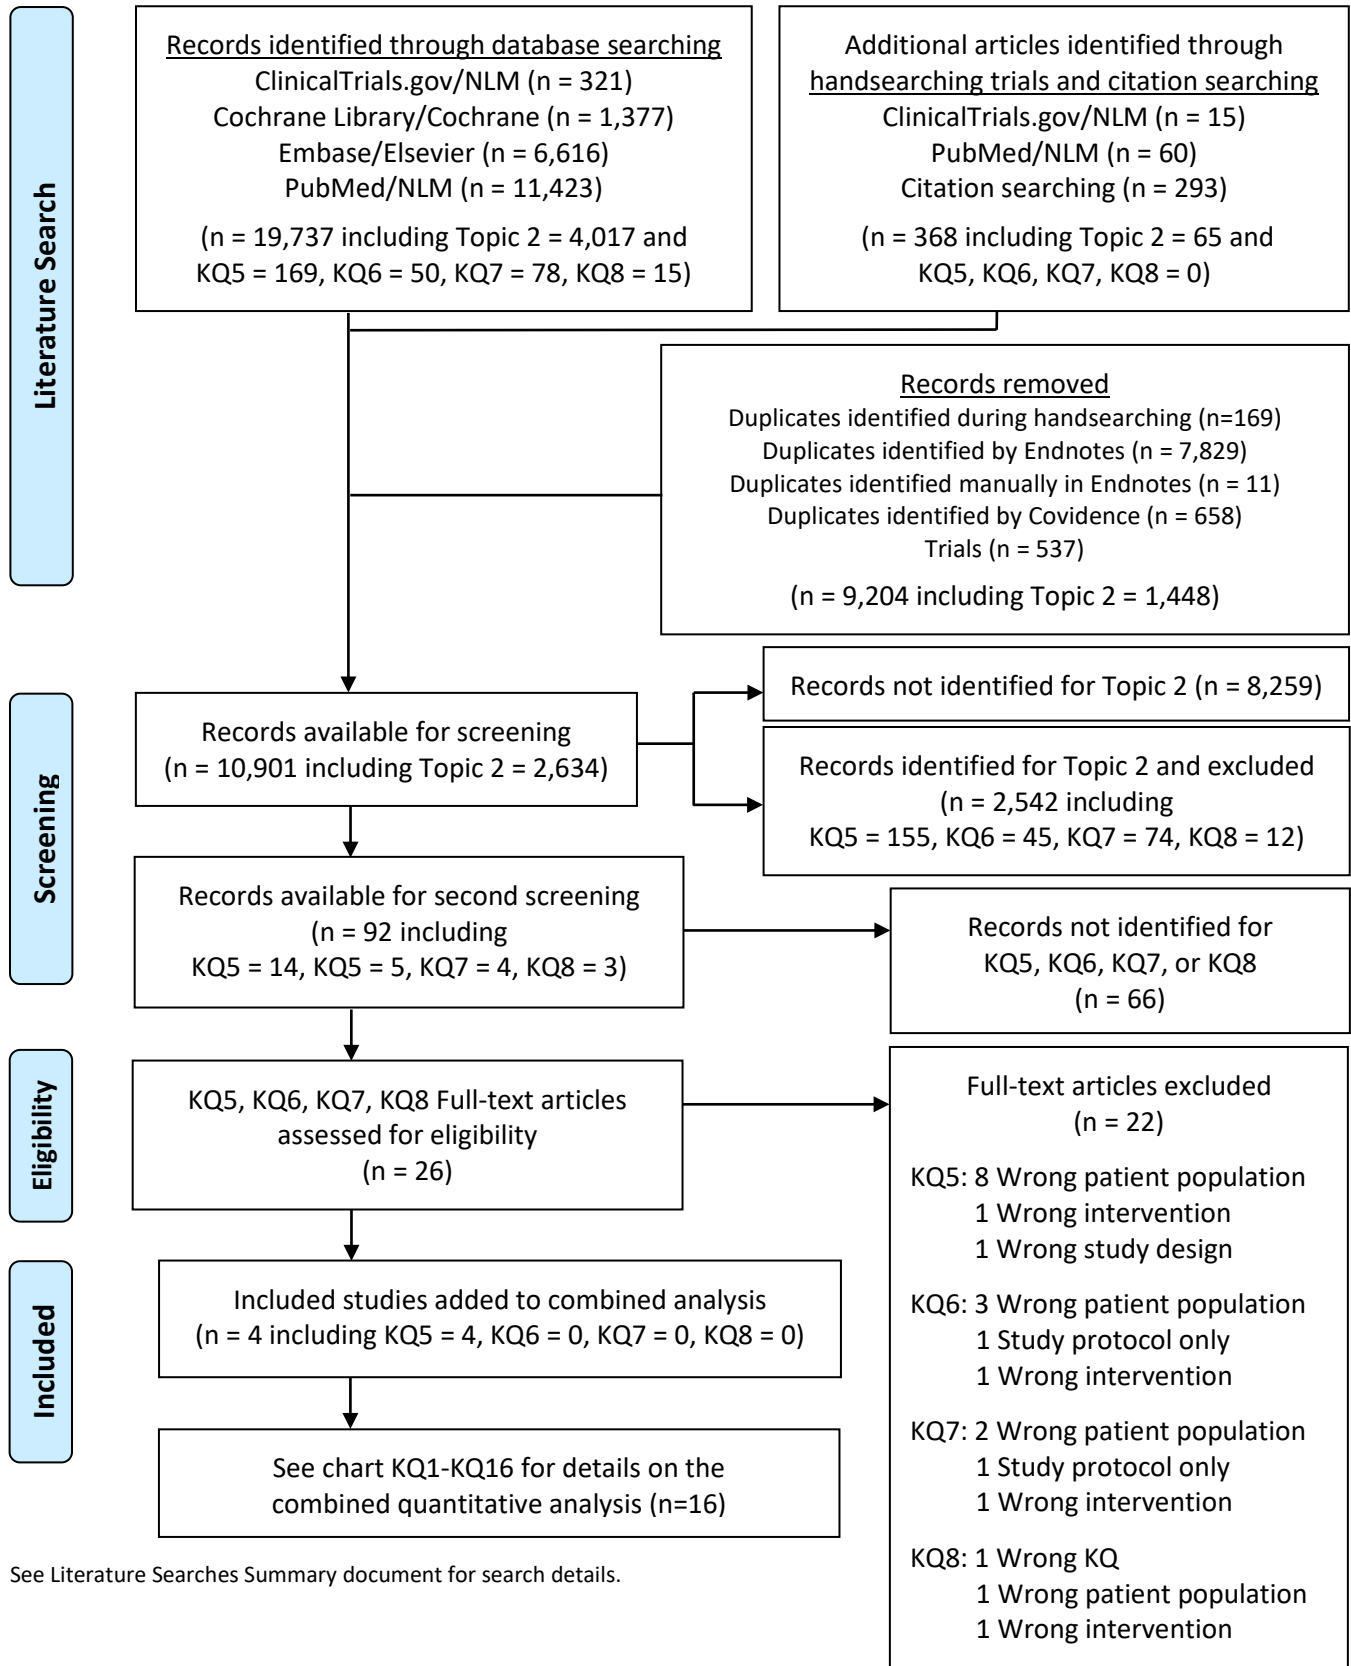 Literature Search
Records identified through database searching
ClinicalTrials.gov/NLM (n = 321)
Cochrane Library/Cochrane (n = 1,377)
Embase/Elsevier (n = 6,616)
PubMed/NLM (n = 11,423)
(n = 19,737 including Topic 2 = 4,017 and
KQ5 = 169, KQ6 = 50, KQ7 = 78, KQ8 = 15)
Additional articles identified through
handsearching trials and citation searching
ClinicalTrials.gov/NLM (n = 15)
PubMed/NLM (n = 60)
Citation searching (n = 293)
(n = 368 including Topic 2 = 65 and
KQ5, KQ6, KQ7, KQ8 = 0)
Records removed
Duplicates identified during handsearching (n=169)
Duplicates identified by Endnotes (n = 7,829)
Duplicates identified manually in Endnotes (n = 11)
Duplicates identified by Covidence (n = 658)
Trials (n = 537)
(n = 9,204 including Topic 2 = 1,448)
Screening
Records available for screening
(n = 10,901 including Topic 2 = 2,634)
Records not identified for Topic 2 (n = 8,259)
Records identified for Topic 2 and excluded
(n = 2,542 including
KQ5 = 155, KQ6 = 45, KQ7 = 74, KQ8 = 12)
Records available for second screening
(n = 92 including
KQ5 = 14, KQ5 = 5, KQ7 = 4, KQ8 = 3)
Records not identified for
KQ5, KQ6, KQ7, or KQ8
(n = 66)
Eligibility
KQ5, KQ6, KQ7, KQ8 Full-text articles
assessed for eligibility
(n = 26)
Full-text articles excluded
(n = 22)
KQ5: 8 Wrong patient population
1 Wrong intervention
1 Wrong study design
KQ6: 3 Wrong patient population
1 Study protocol only
1 Wrong intervention
KQ7: 2 Wrong patient population
1 Study protocol only
1 Wrong intervention
KQ8: 1 Wrong KQ
1 Wrong patient population
1 Wrong intervention
Included
Included studies added to combined analysis
(n = 4 including KQ5 = 4, KQ6 = 0, KQ7 = 0, KQ8 = 0)
See chart KQ1-KQ16 for details on the
combined quantitative analysis (n=16)
See Literature Searches Summary document for search details.